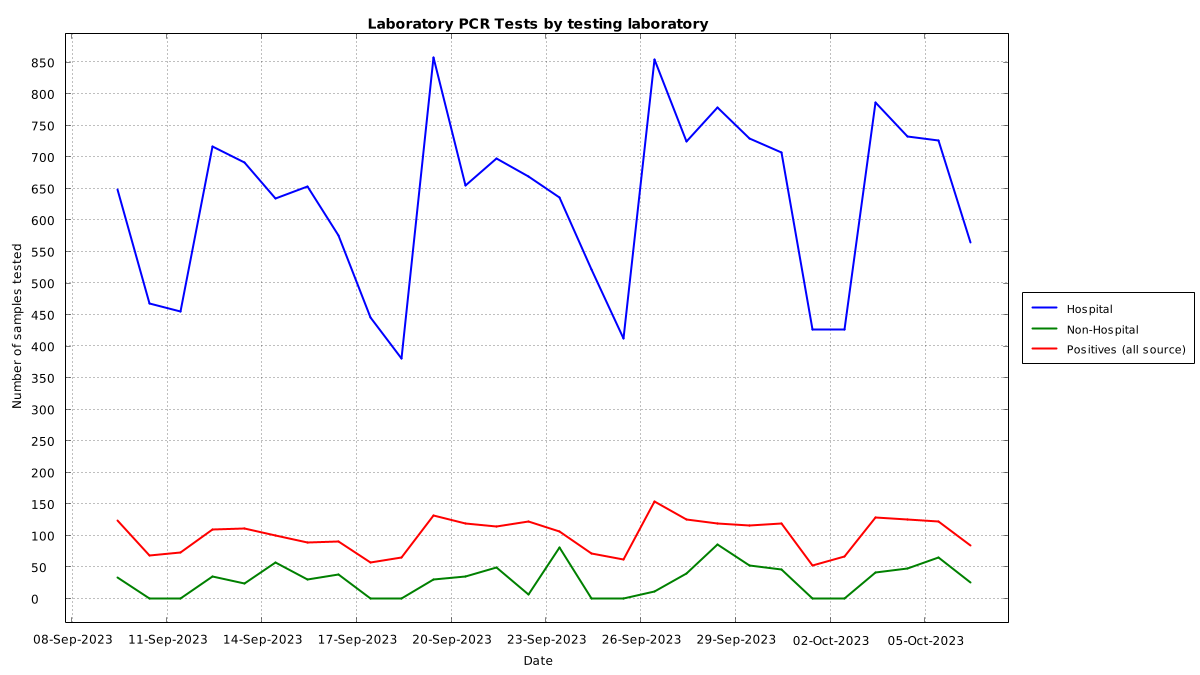 Laboratory PCR Tests by testing laboratory
850
800
750
700
650
600
550
500
450
400
350
300
250
200
150
100
50
0
Number of samples tested
08-Sep-2023 11-Sep-2023 14-Sep-2023 17-Sep-2023 20-Sep-2023 23-Sep-2023 26-Sep-2023 29-Sep-2023 02-Oct-2023 05-Oct-2023
Date
Hospital
Non-Hospital
Positives (all source)